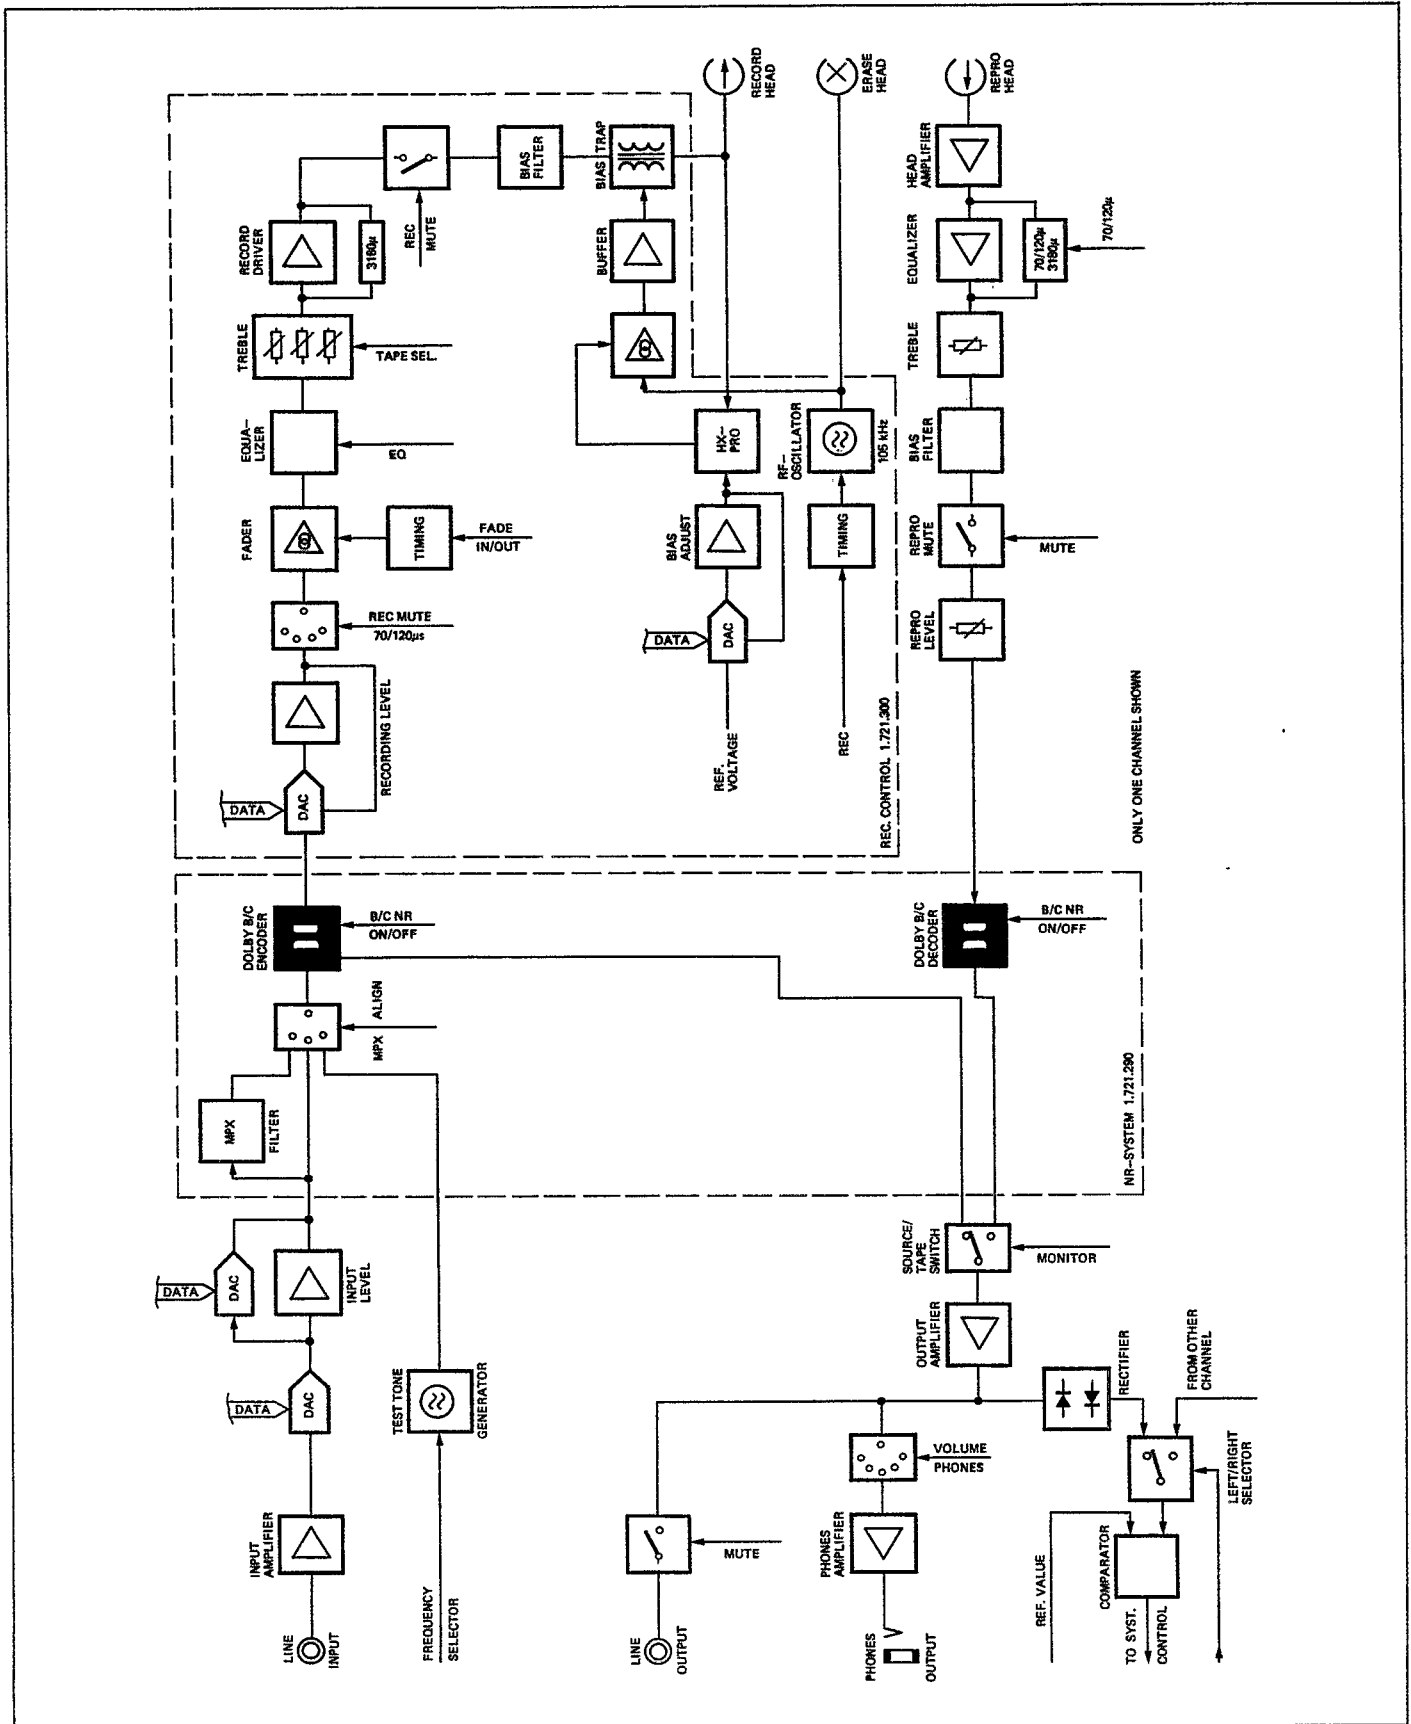 LINE
INPUT
INPUT
AMPLIFIER
DATA
DAC
DATA
DAC
INPUT
LEVEL
FREQUENCY
SELECTOR
TEST TONE
GENERATOR
MPX
FILTER
MPX
ALIGN
DOLBY B/C
ENCODER
B/C NR
ON/OFF
DATA
DAC
RECORDING LEVEL
REC MUTE
70/120µs
FADER
TIMING
FADE
IN/OUT
EQUA–
LIZER
EQ
TREBLE
TAPE SEL.
RECORD
DRIVER
3180µ
REC
MUTE
BIAS
FILTER
BIAS TRAP
BUFFER
RECORD
HEAD
ERASE
HEAD
REPRO
HEAD
REF.
VOLTAGE
DATA
DAC
BIAS
ADJUST
HX–
PRO
REC
TIMING
RF–
OSCILLATOR
105 kHz
REC. CONTROL 1.721.300
HEAD
AMPLIFIER
EQUALIZER
70/120µ
3180µ
70/120µ
TREBLE
BIAS
FILTER
REPRO
MUTE
MUTE
REPRO
LEVEL
DOLBY B/C
DECODER
B/C NR
ON/OFF
NR–SYSTEM 1.721.290
ONLY ONE CHANNEL SHOWN
SOURCE/
TAPE
SWITCH
MONITOR
OUTPUT
AMPLIFIER
RECTIFIER
FROM OTHER
CHANNEL
LEFT/RIGHT
SELECTOR
VOLUME
PHONES
PHONES
AMPLIFIER
PHONES
OUTPUT
MUTE
LINE
OUTPUT
REF. VALUE
COMPARATOR
TO SYST.
CONTROL